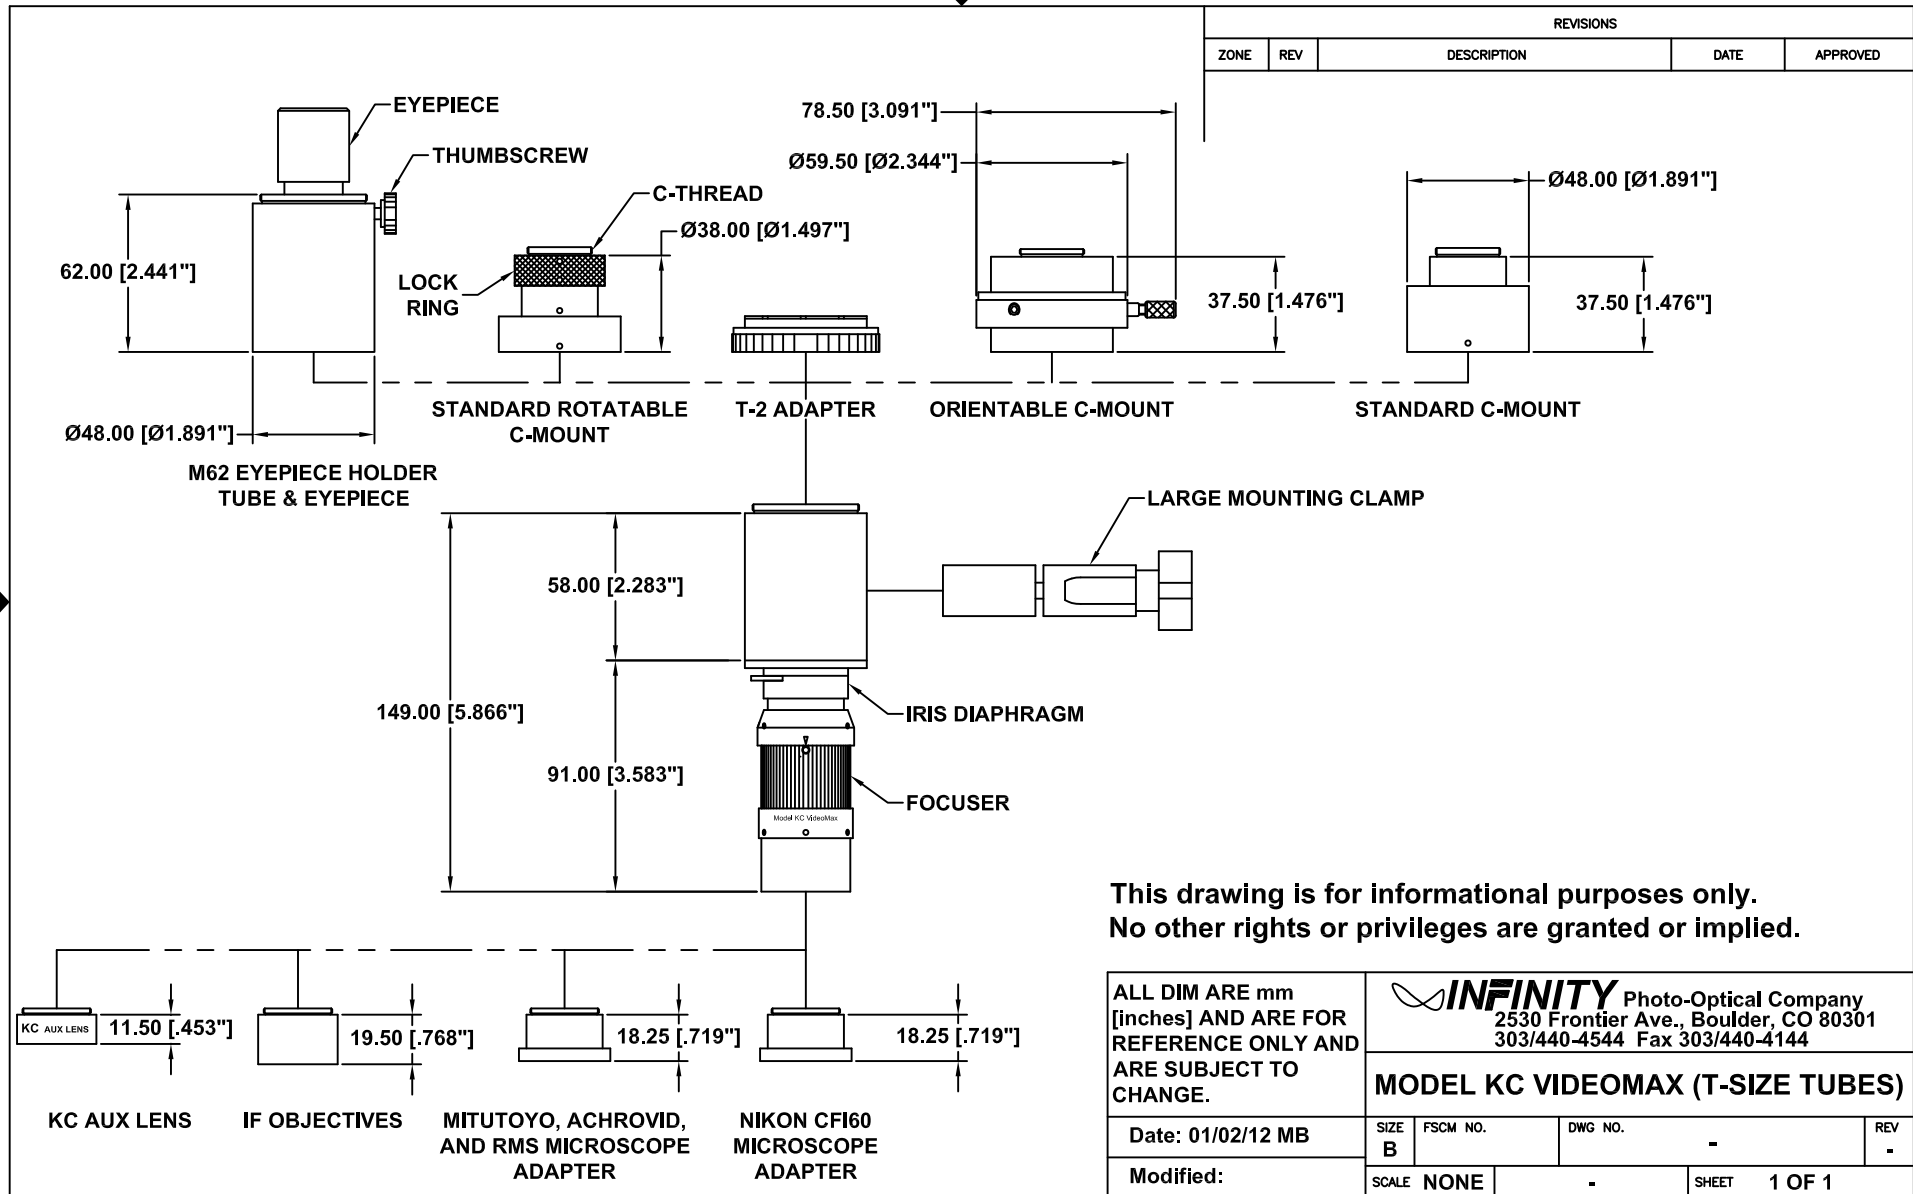 REVISIONS
ZONE REV DESCRIPTION DATE APPROVED
EYEPIECE
THUMBSCREW
62.00 [2.441"]
Ø48.00 [Ø1.891"]
M62 EYEPIECE HOLDER
TUBE & EYEPIECE
C-THREAD
Ø38.00 [Ø1.497"]
LOCK
RING
STANDARD ROTATABLE
C-MOUNT
T-2 ADAPTER
78.50 [3.091"]
Ø59.50 [Ø2.344"]
37.50 [1.476"]
ORIENTABLE C-MOUNT
Ø48.00 [Ø1.891"]
37.50 [1.476"]
STANDARD C-MOUNT
LARGE MOUNTING CLAMP
58.00 [2.283"]
149.00 [5.866"]
91.00 [3.583"]
IRIS DIAPHRAGM
FOCUSER
Model KC VideoMax
KC AUX LENS
11.50 [.453"]
KC AUX LENS
19.50 [.768"]
IF OBJECTIVES
18.25 [.719"]
MITUTOYO, ACHROVID,
AND RMS MICROSCOPE
ADAPTER
18.25 [.719"]
NIKON CFI60
MICROSCOPE
ADAPTER
This drawing is for informational purposes only.
No other rights or privileges are granted or implied.
ALL DIM ARE mm
[inches] AND ARE FOR
REFERENCE ONLY AND
ARE SUBJECT TO
CHANGE.
Date: 01/02/12 MB
Modified:
INFINITY Photo-Optical Company
2530 Frontier Ave., Boulder, CO 80301
303/440-4544 Fax 303/440-4144
MODEL KC VIDEOMAX (T-SIZE TUBES)
SIZE FSCM NO. DWG NO. REV
B - -
SCALE NONE - SHEET 1 OF 1